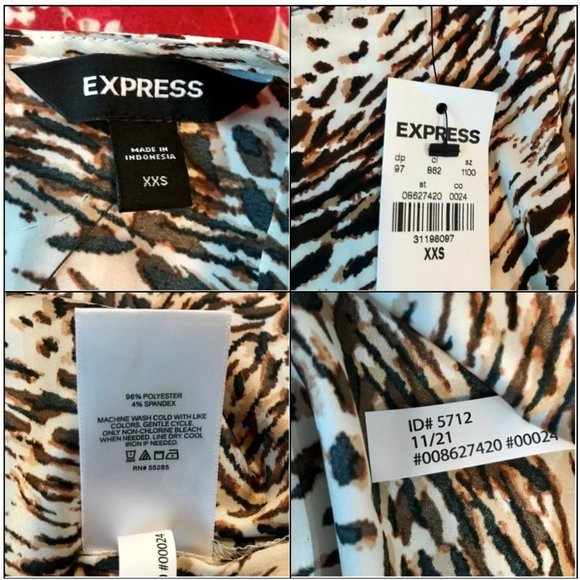 EXPRESS
MADE IN
INDONESIA
XXS
EXPRESS
dp cl sz
97 B62 1100
st co
08627420 0024
31198097
XXS
96% POLYESTER
4% SPANDEX
MACHINE WASH COLD WITH LIKE
COLORS. GENTLE CYCLE.
ONLY NON-CHLORINE BLEACH
WHEN NEEDED. LINE DRY. COOL
IRON IF NEEDED.
RN# 55285
#00024
ID# 5712
11/21
#008627420 #00024